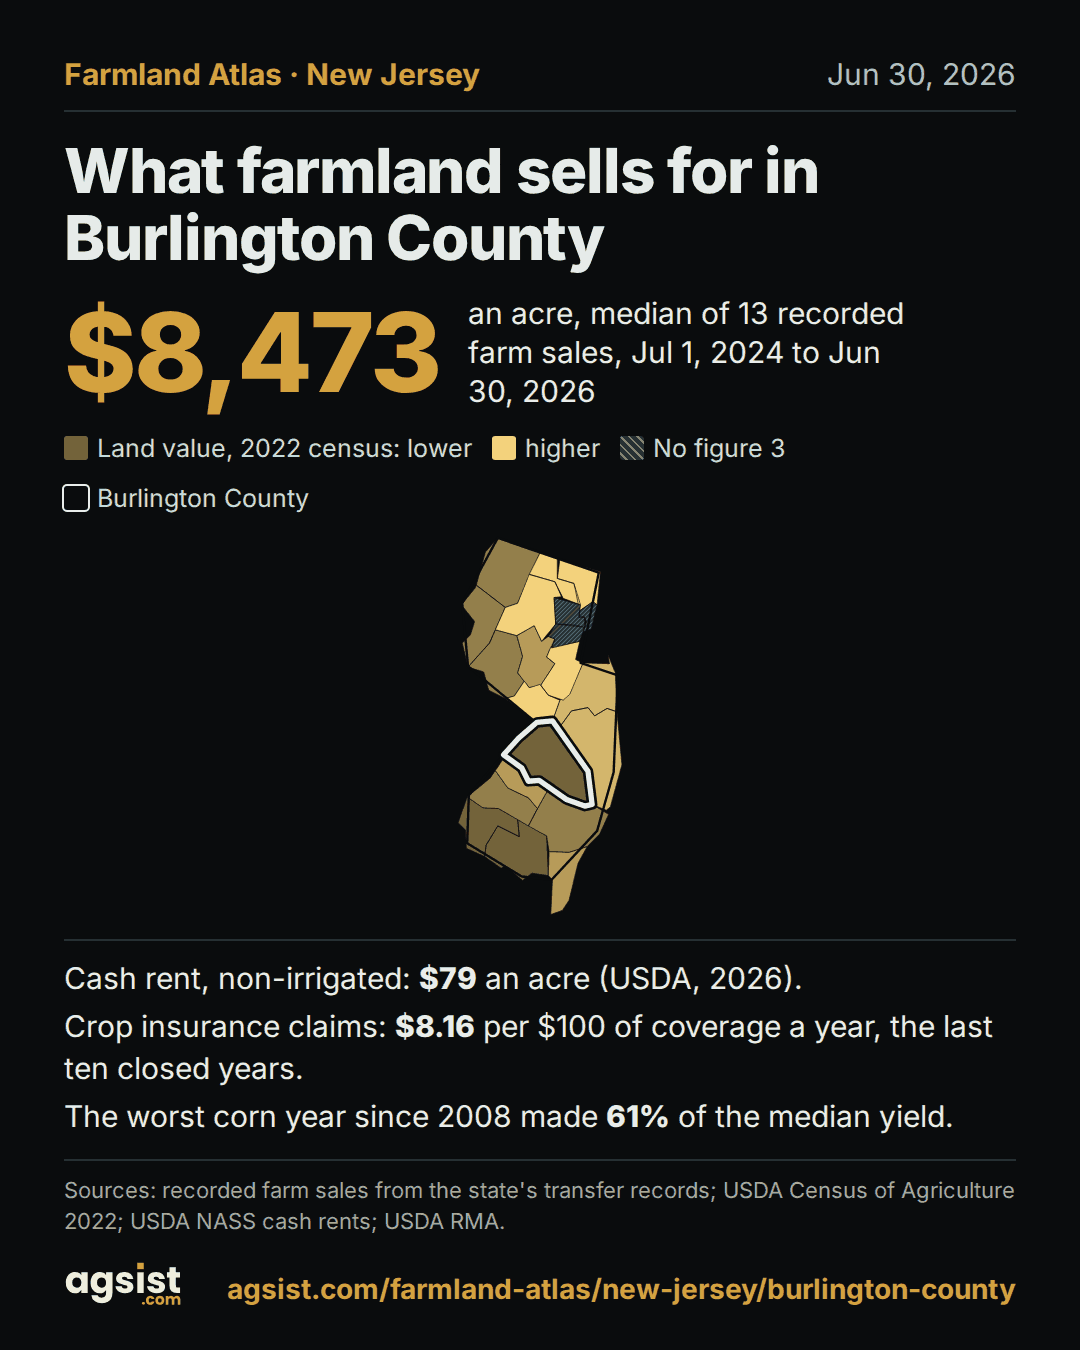 Farmland Atlas · New Jersey
Jun 30, 2026
What farmland sells for in
Burlington County
$8,473
an acre, median of 13 recorded
farm sales, Jul 1, 2024 to Jun
30, 2026
Land value, 2022 census: lower
higher
No figure 3
Burlington County
Cash rent, non-irrigated: $79 an acre (USDA, 2026).
Crop insurance claims: $8.16 per $100 of coverage a year, the last
ten closed years.
The worst corn year since 2008 made 61% of the median yield.
Sources: recorded farm sales from the state's transfer records; USDA Census of Agriculture
2022; USDA NASS cash rents; USDA RMA.
agsist
.com
agsist.com/farmland-atlas/new-jersey/burlington-county